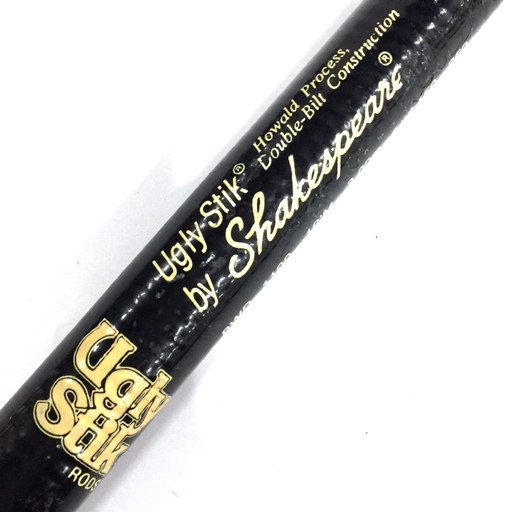 Ugly Stik® Howald Process,
Double-Bilt Construction
by Shakespeare®
Ugly
Stik
RODS